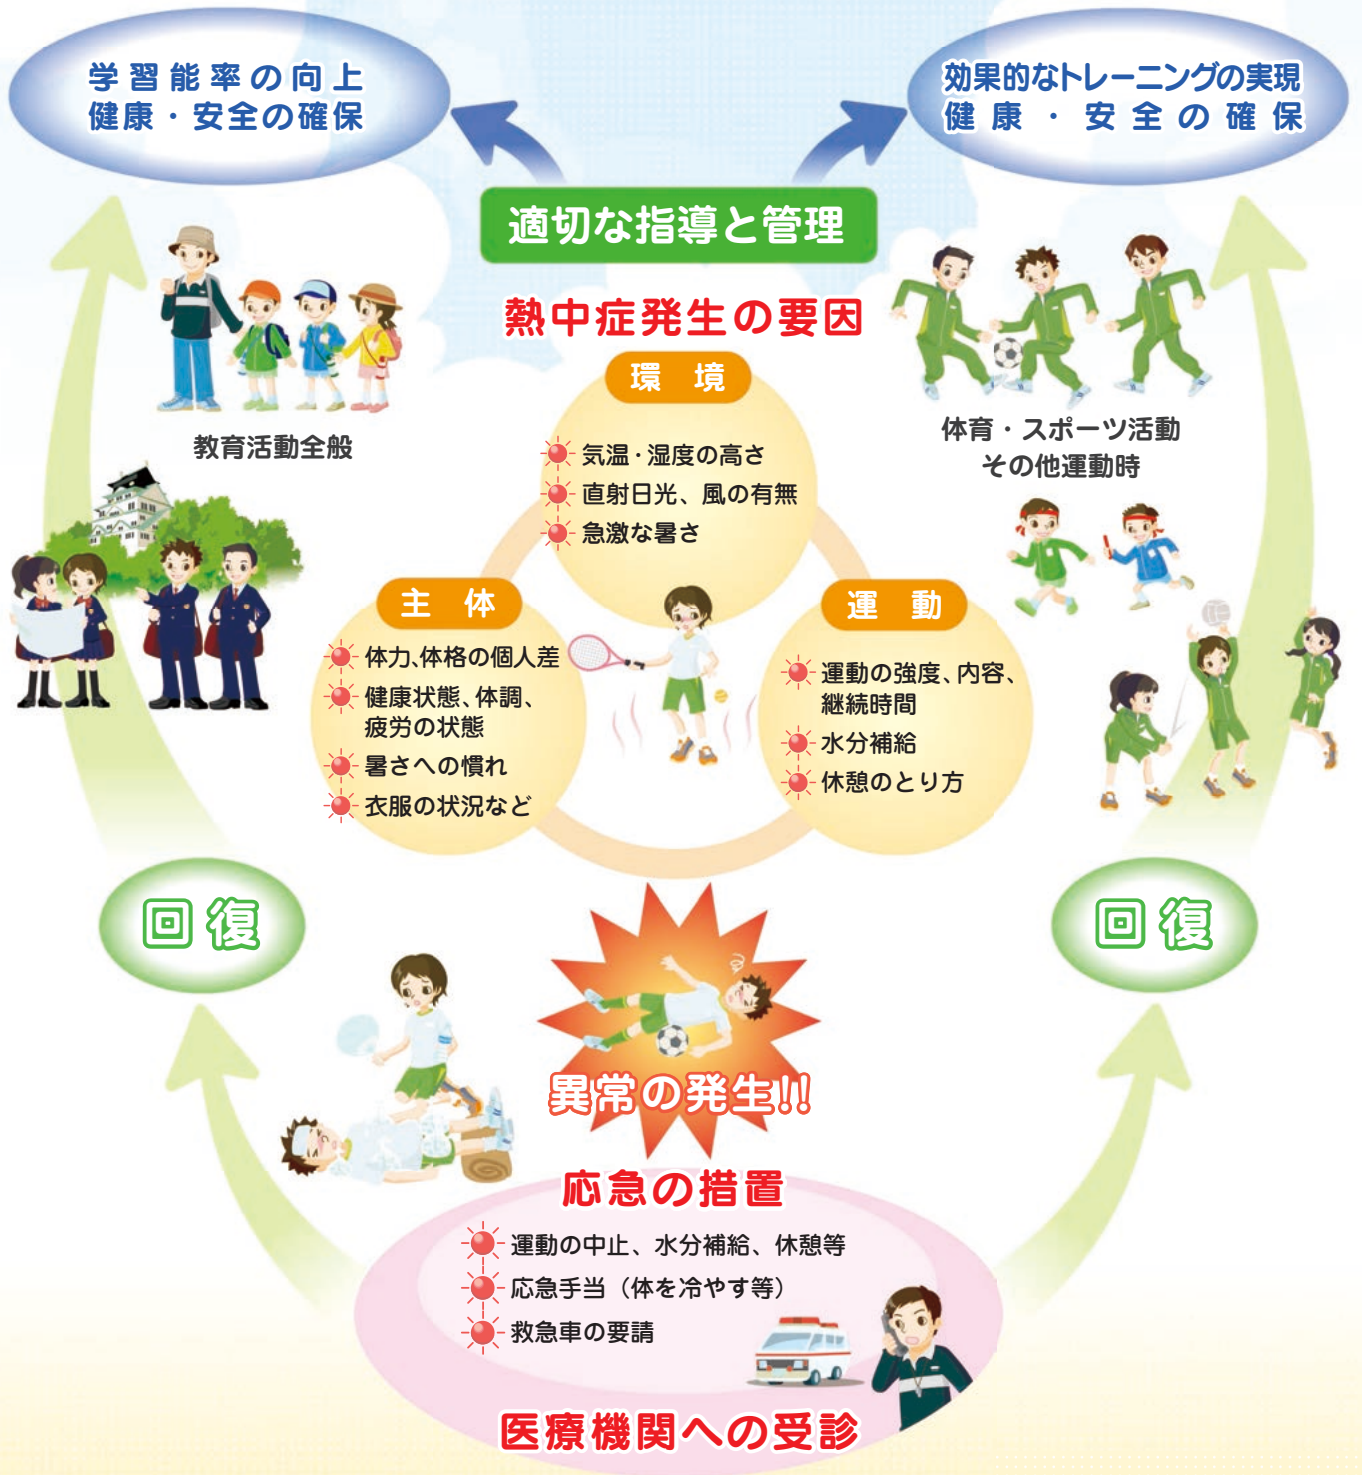 学習能率の向上
健康・安全の確保
効果的なトレーニングの実現
健康・安全の確保
適切な指導と管理
熱中症発生の要因
環境
気温・湿度の高さ
直射日光、風の有無
急激な暑さ
教育活動全般
体育・スポーツ活動
その他運動時
主体
体力、体格の個人差
健康状態、体調、
疲労の状態
暑さへの慣れ
衣服の状況など
運動
運動の強度、内容、
継続時間
水分補給
休憩のとり方
回復
回復
異常の発生!!
応急の措置
運動の中止、水分補給、休憩等
応急手当（体を冷やす等）
救急車の要請
医療機関への受診